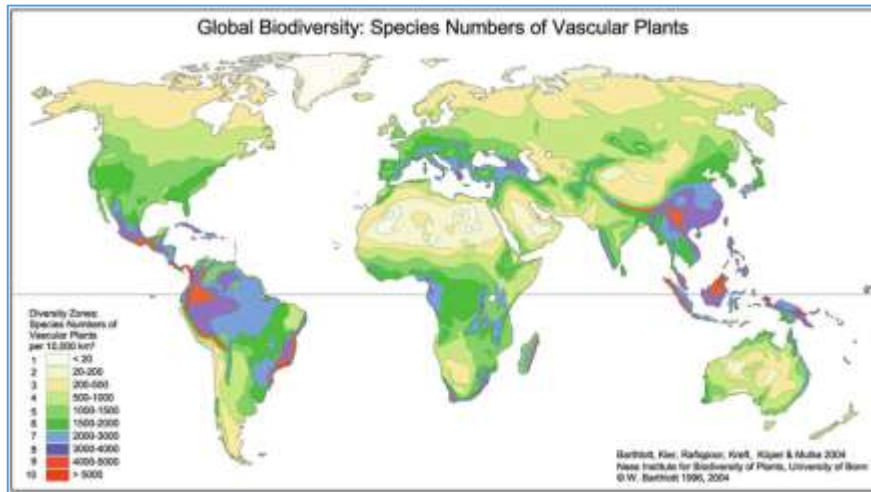 Global Biodiversity: Species Numbers of Vascular Plants
Diversity Zones:
Species Numbers of
Vascular Plants
per 10,000 km²
1 < 20
2 20-200
3 200-500
4 500-1000
5 1000-1500
6 1500-2000
7 2000-3000
8 3000-4000
9 4000-5000
10 > 5000
Barthlott, Kier, Rafiqpoor, Kreft, Küper & Mutke 2004
Nees Institute for Biodiversity of Plants, University of Bonn
© W. Barthlott 1996, 2004